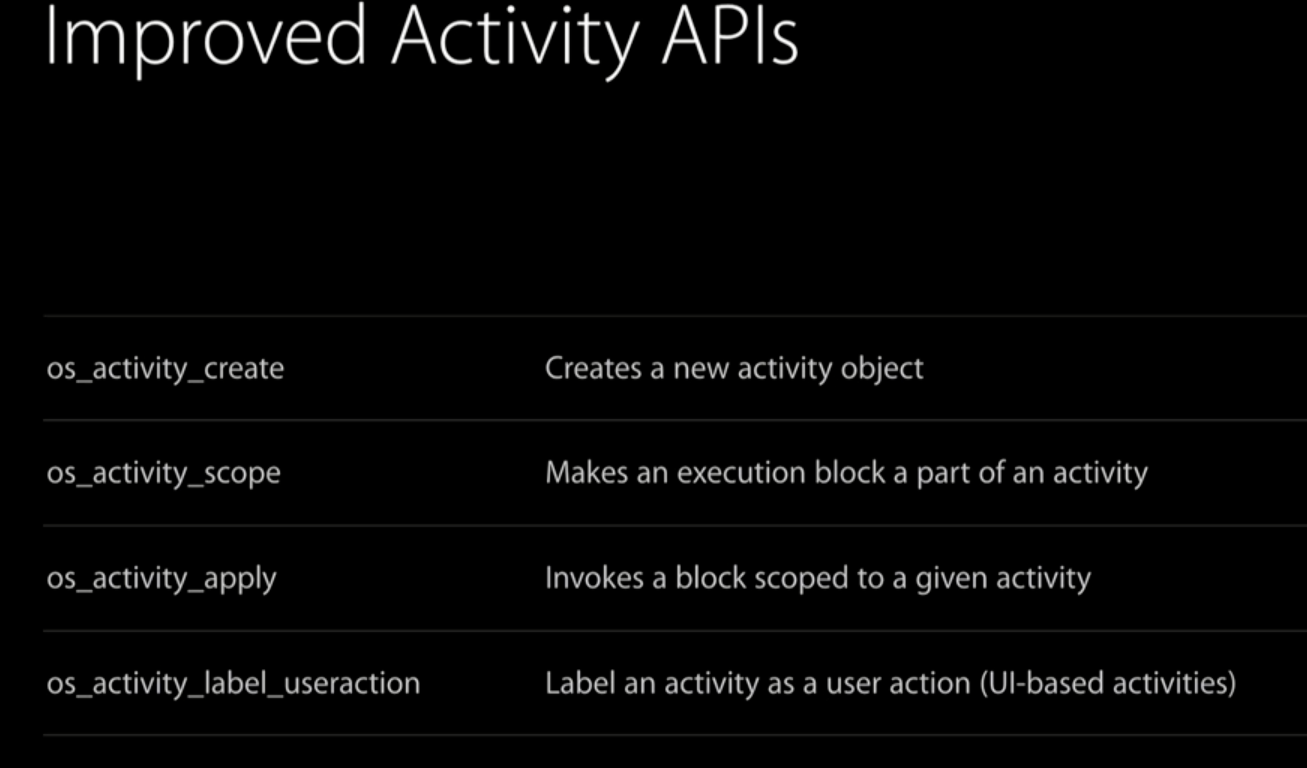 Improved Activity APIs
os_activity_create Creates a new activity object
os_activity_scope Makes an execution block a part of an activity
os_activity_apply Invokes a block scoped to a given activity
os_activity_label_useraction Label an activity as a user action (UI-based activities)